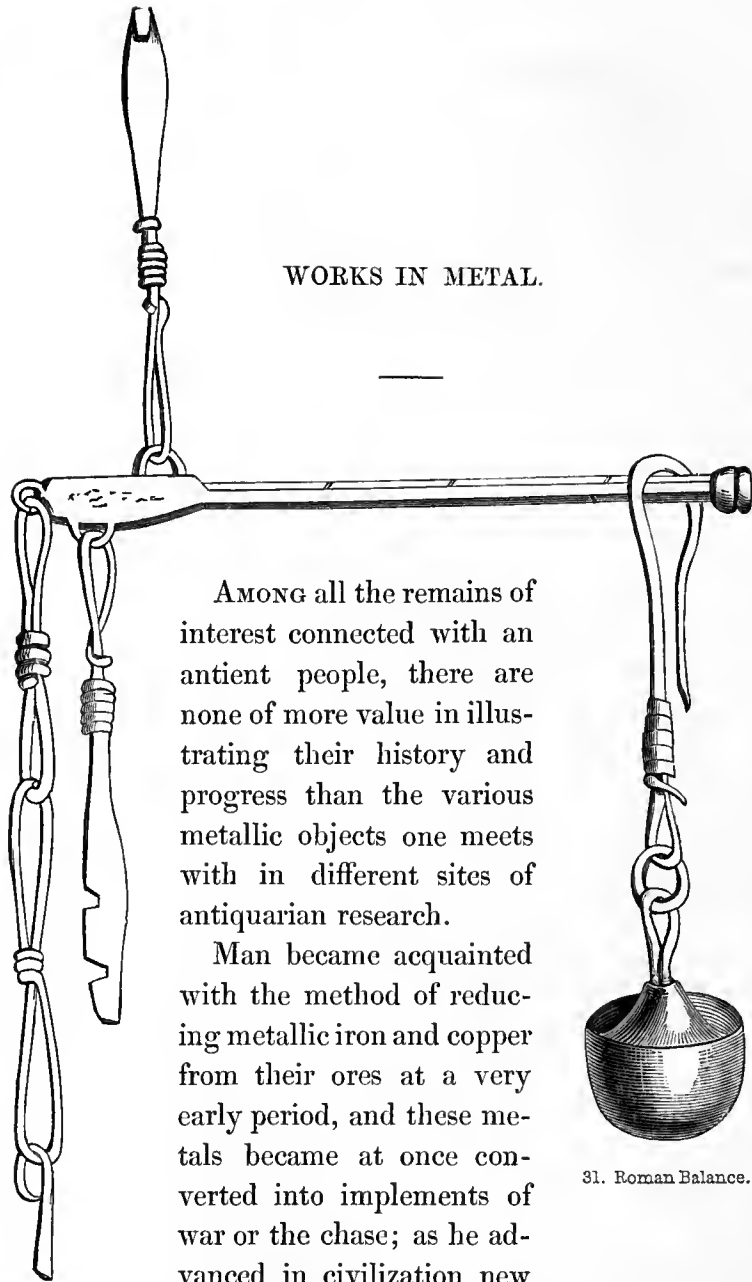 WORKS IN METAL.
AMONG all the remains of
interest connected with an
antient people, there are
none of more value in illus-
trating their history and
progress than the various
metallic objects one meets
with in different sites of
antiquarian research.
Man became acquainted
with the method of reduc-
ing metallic iron and copper
from their ores at a very
early period, and these me-
tals became at once con-
verted into implements of
war or the chase; as he ad-
vanced in civilization new
31. Roman Balance.